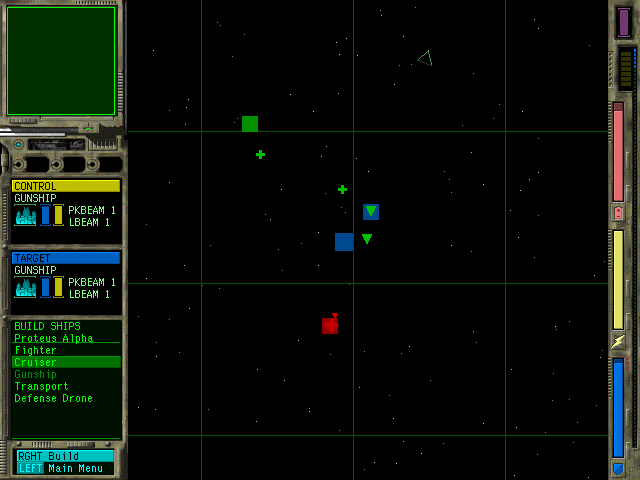 CONTROL
GUNSHIP
PKBEAM 1
LBEAM 1
TARGET
GUNSHIP
PKBEAM 1
LBEAM 1
BUILD SHIPS
Proteus Alpha
Fighter
Cruiser
Gunship
Transport
Defense Drone
RGHT Build
LEFT Main Menu